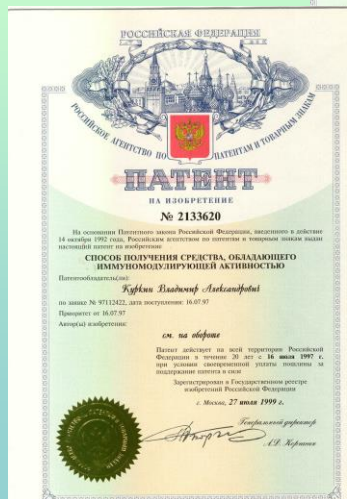 РОССИЙСКАЯ ФЕДЕРАЦИЯ
РОССИЙСКОЕ АГЕНТСТВО ПО ПАТЕНТАМ И ТОВАРНЫМ ЗНАКАМ
ПАТЕНТ
НА ИЗОБРЕТЕНИЕ
№ 2133620
На основании Патентного закона Российской Федерации, введенного в действие
14 октября 1992 года, Российским агентством по патентам и товарным знакам выдан
настоящий патент на изобретение
СПОСОБ ПОЛУЧЕНИЯ СРЕДСТВА, ОБЛАДАЮЩЕГО
ИММУНОМОДУЛИРУЮЩЕЙ АКТИВНОСТЬЮ
Патентообладатель(ли):
Куркин Владимир Александрович
по заявке № 97112422, дата поступления: 16.07.97
Приоритет от 16.07.97
Автор(ы) изобретения:
см. на обороте
Патент действует на всей территории Российской
Федерации в течение 20 лет с 16 июля 1997 г.
при условии своевременной уплаты пошлины за
поддержание патента в силе
Зарегистрирован в Государственном реестре
изобретений Российской Федерации
г. Москва, 27 июля 1999 г.
Генеральный директор
А.Д. Корчагин